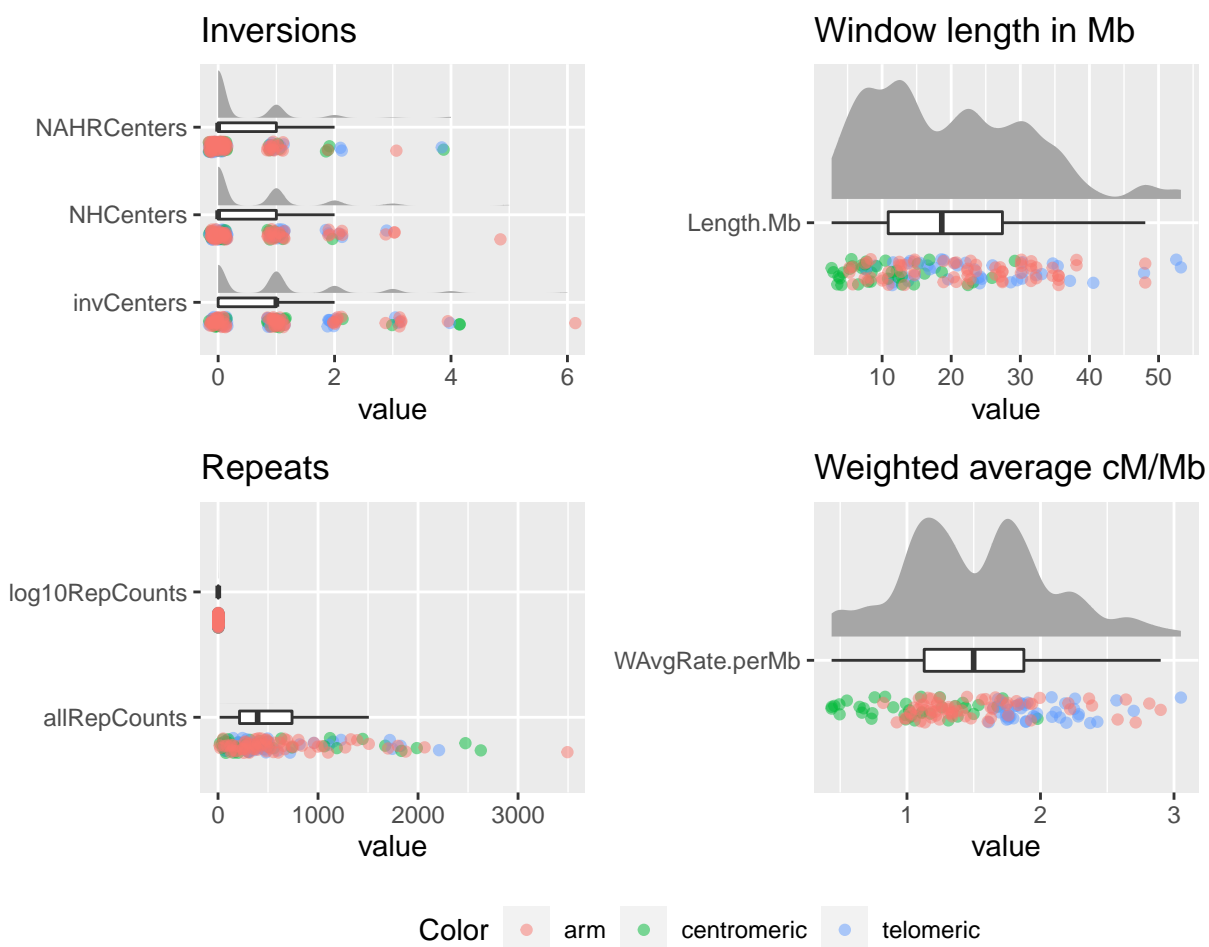 Inversions
NAHRCenters
NHCenters
invCenters
0 2 4 6
value
Window length in Mb
Length.Mb
10 20 30 40 50
value
Repeats
log10RepCounts
allRepCounts
0 1000 2000 3000
value
Weighted average cM/Mb
WAvgRate.perMb
1 2 3
value
Color arm centromeric telomeric